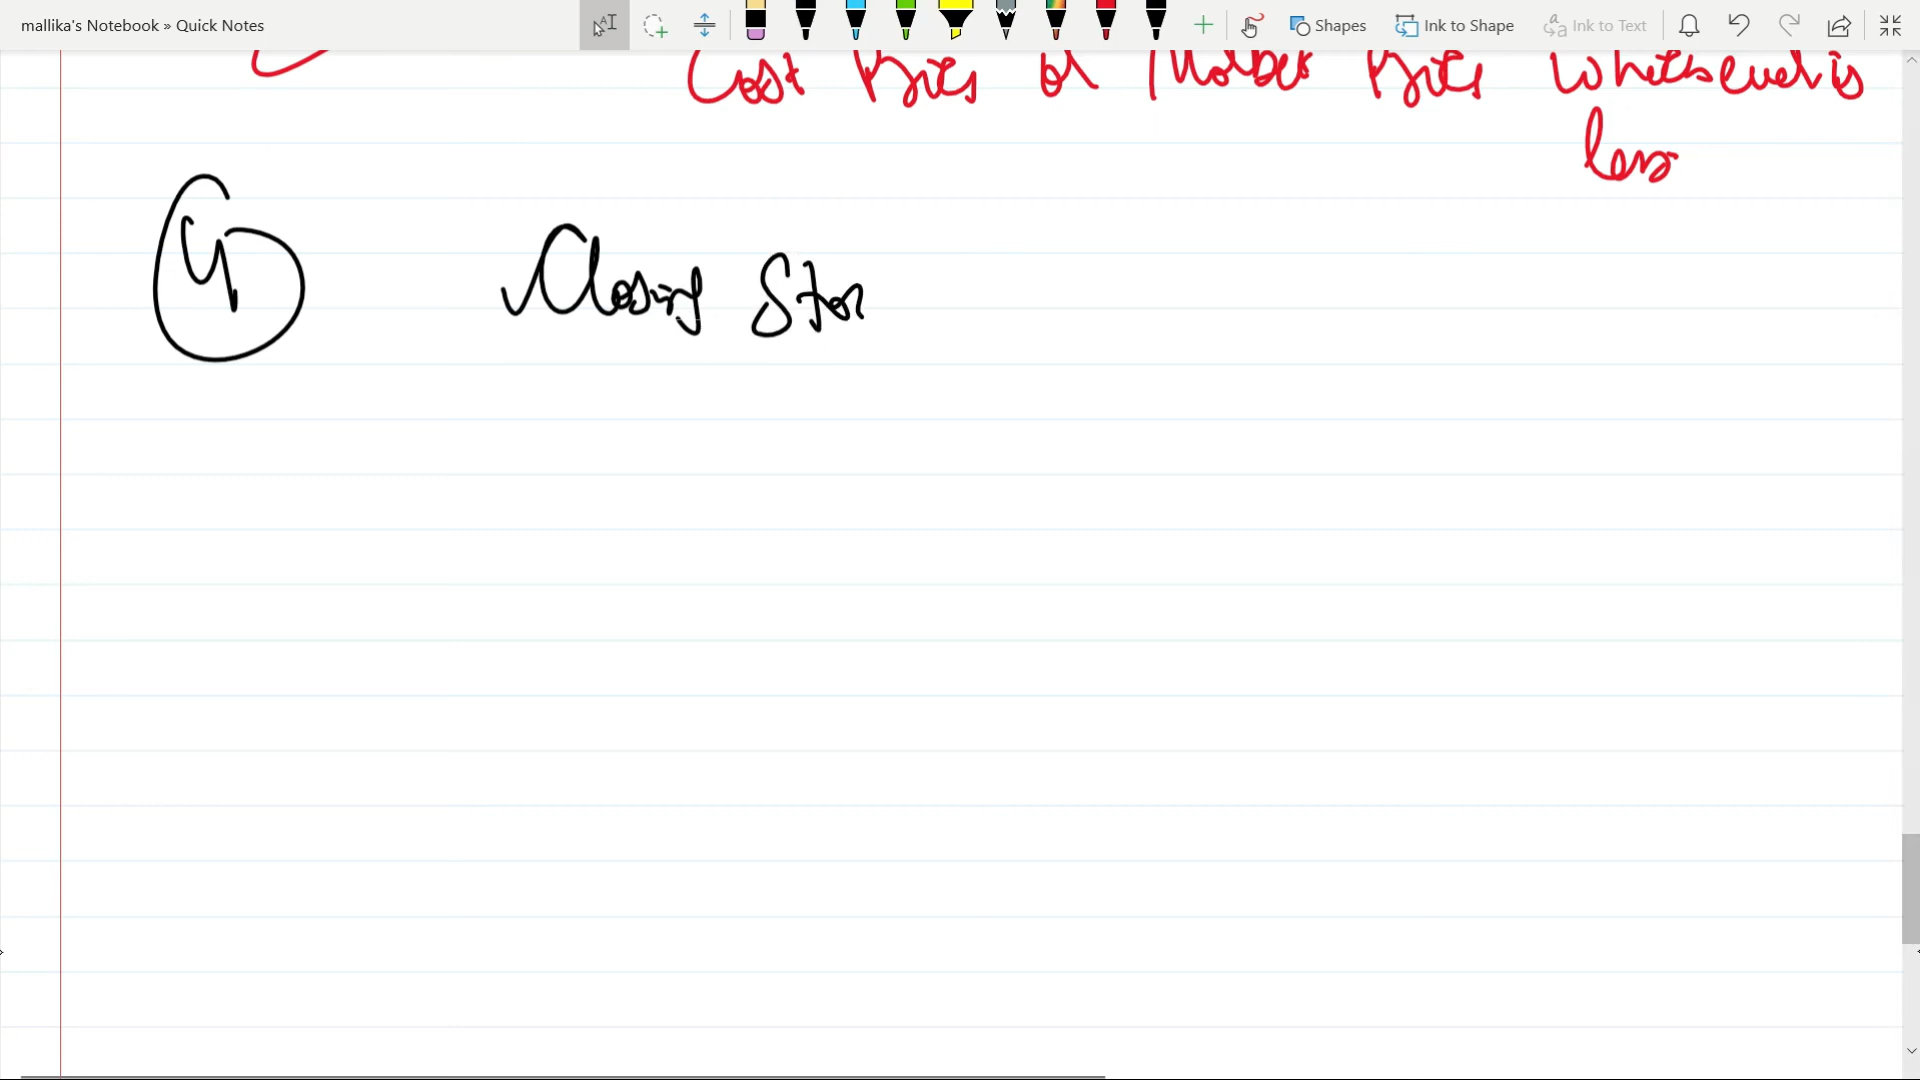 mallika's Notebook » Quick Notes
Shapes
Ink to Shape
Ink to Text
Cost Price or Market Price whichever is
less
4
Closing Stoc